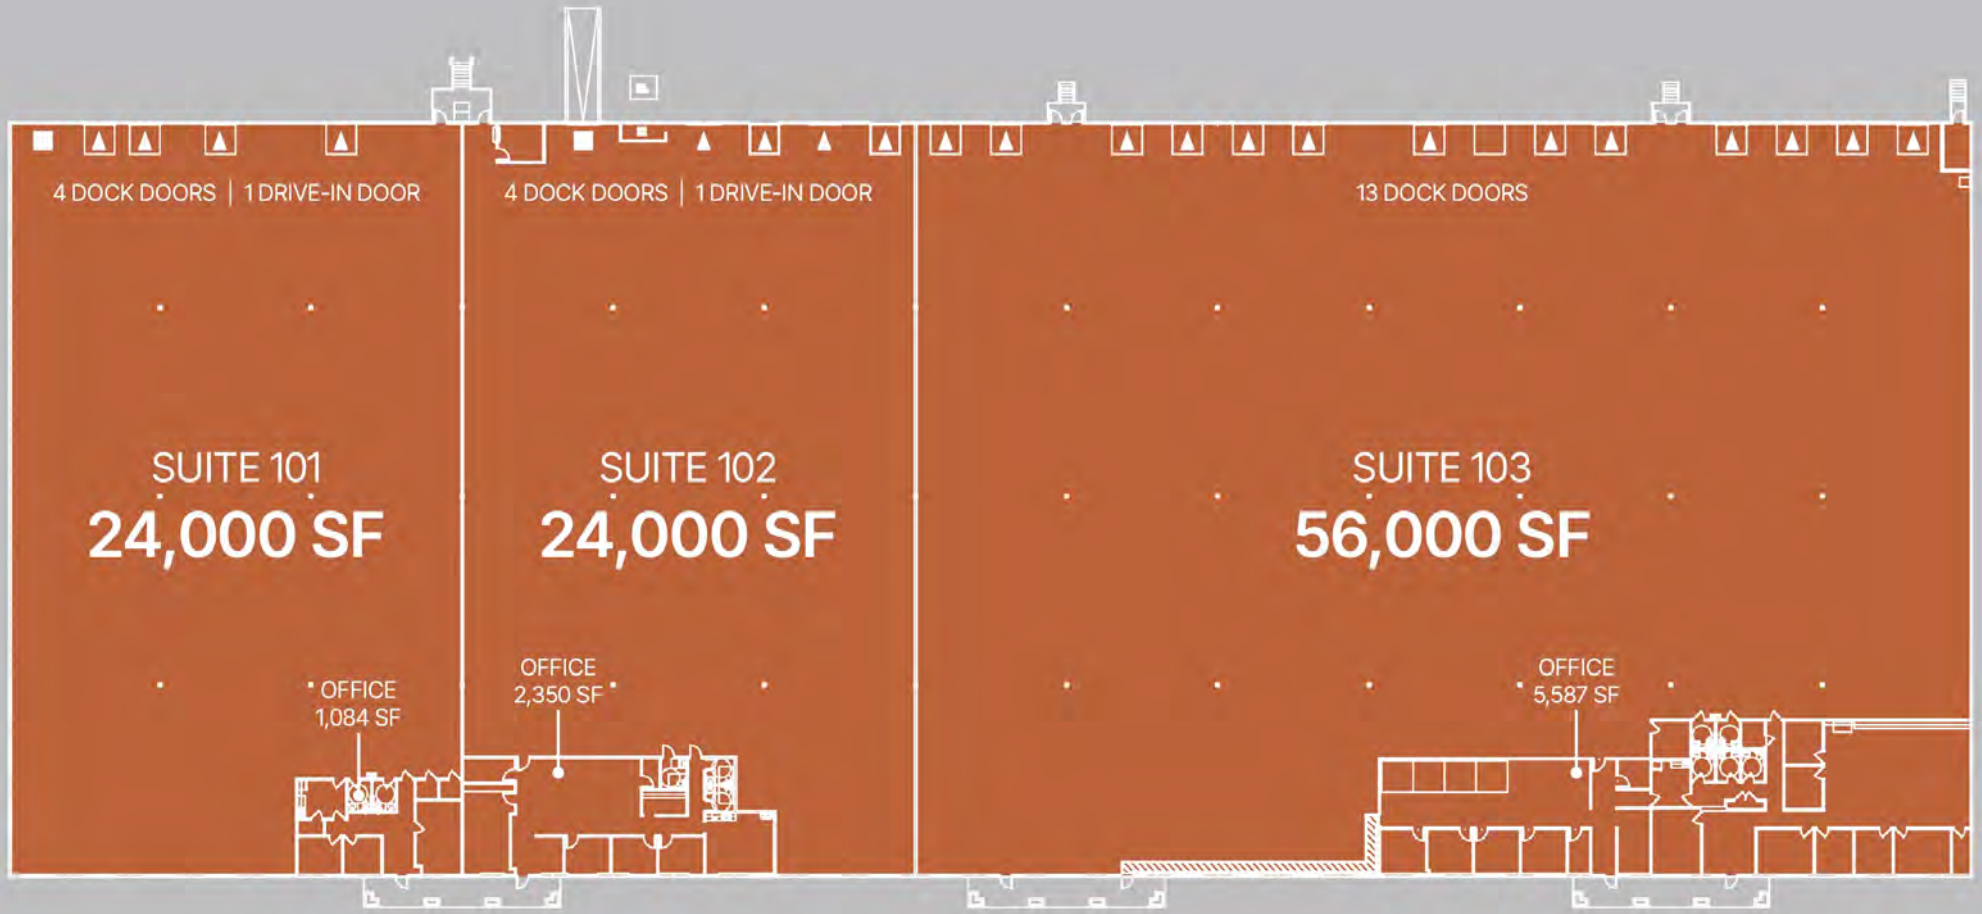 4 DOCK DOORS | 1 DRIVE-IN DOOR
4 DOCK DOORS | 1 DRIVE-IN DOOR
13 DOCK DOORS
SUITE 101
24,000 SF
SUITE 102
24,000 SF
SUITE 103
56,000 SF
OFFICE
1,084 SF
OFFICE
2,350 SF
OFFICE
5,587 SF